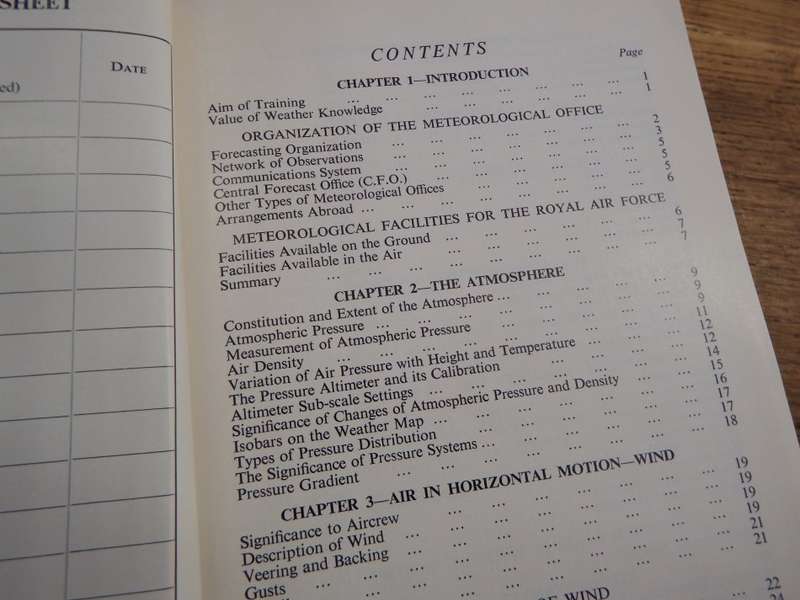 SHEET
DATE
ed)
CONTENTS
Page
CHAPTER 1—INTRODUCTION
Aim of Training ... ... ... ... ... ... ... 1
Value of Weather Knowledge ... ... ... ... ... 1
ORGANIZATION OF THE METEOROLOGICAL OFFICE
Forecasting Organization ... ... ... ... ... ... 2
Network of Observations ... ... ... ... ... ... 3
Communications System ... ... ... ... ... ... 5
Central Forecast Office (C.F.O.) ... ... ... ... ... 5
Other Types of Meteorological Offices ... ... ... ... 5
Arrangements Abroad ... ... ... ... ... ... ... 6
METEOROLOGICAL FACILITIES FOR THE ROYAL AIR FORCE
Facilities Available on the Ground ... ... ... ... ... 6
Facilities Available in the Air ... ... ... ... ... 7
Summary ... ... ... ... ... ... ... ... 7
CHAPTER 2—THE ATMOSPHERE
Constitution and Extent of the Atmosphere ... ... ... ... ... 9
Atmospheric Pressure ... ... ... ... ... ... ... 9
Measurement of Atmospheric Pressure ... ... ... ... ... 9
Air Density ... ... ... ... ... ... ... ... 11
Variation of Air Pressure with Height and Temperature ... ... ... 12
The Pressure Altimeter and its Calibration ... ... ... ... 12
Altimeter Sub-scale Settings ... ... ... ... ... ... 14
Significance of Changes of Atmospheric Pressure and Density ... ... 15
Isobars on the Weather Map ... ... ... ... ... ... 16
Types of Pressure Distribution ... ... ... ... ... ... 17
The Significance of Pressure Systems ... ... ... ... ... ... 17
Pressure Gradient ... ... ... ... ... ... ... 18
CHAPTER 3—AIR IN HORIZONTAL MOTION—WIND
Significance to Aircrew ... ... ... ... ... ... 19
Description of Wind ... ... ... ... ... ... ... 19
Veering and Backing ... ... ... ... ... ... ... 19
Gusts ... ... ... ... ... ... ... ... 19
21
21
OF WIND
22
24